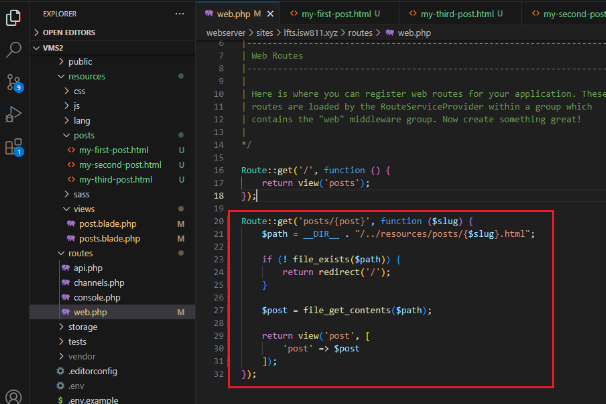 EXPLORER
OPEN EDITORS
VMS2
public
resources
css
js
lang
posts
my-first-post.html U
my-second-post.html U
my-third-post.html U
sass
views
post.blade.php M
posts.blade.php M
routes
api.php
channels.php
console.php
web.php M
storage
tests
vendor
.editorconfig
.env
.env.example
9
1
web.php M
my-first-post.html U
my-third-post.html U
my-second-post
webserver > sites > lfts.isw811.xyz > routes > web.php
6 |--------------------------------------------------------------------------
7 | Web Routes
8 |--------------------------------------------------------------------------
9 |
10 | Here is where you can register web routes for your application. These
11 | routes are loaded by the RouteServiceProvider within a group which
12 | contains the "web" middleware group. Now create something great!
13 |
14 */
15
16 Route::get('/', function () {
17 return view('posts');
18 });
19
20 Route::get('posts/{post}', function ($slug) {
21 $path = __DIR__ . "/../resources/posts/{$slug}.html";
22
23 if (! file_exists($path)) {
24 return redirect('/');
25 }
26
27 $post = file_get_contents($path);
28
29 return view('post', [
30 'post' => $post
31 ]);
32 });